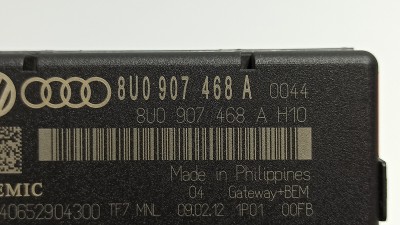 8U0 907 468 A 0044
8U0 907 468 A H10
Made in Philippines
04 Gateway+BEM
EMIC
40652904300 TF7 MNL 09.02.12 1P01 00FB